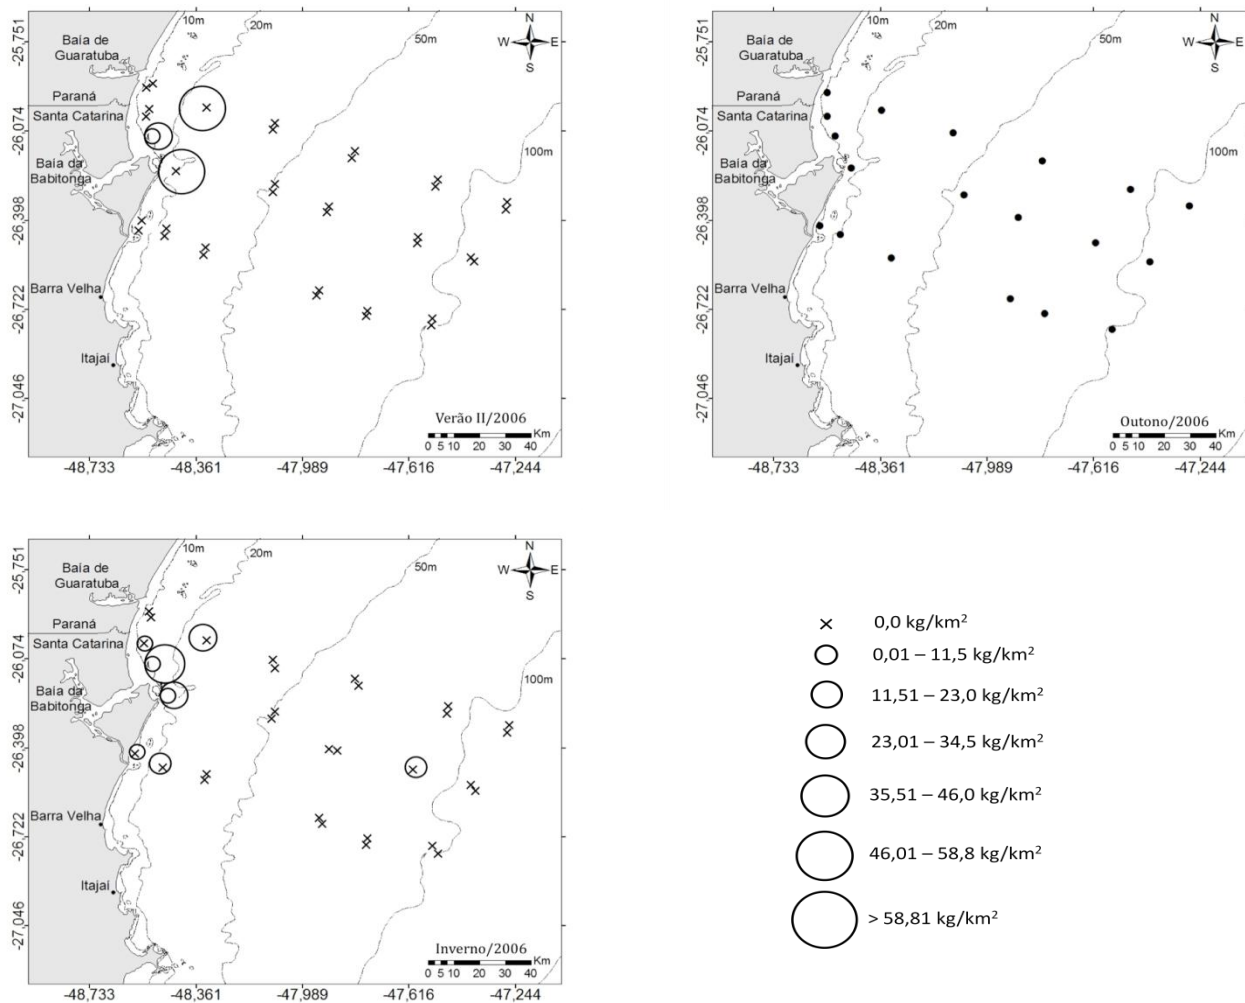 10m
20m
N
-25,751
Baía de
Guaratuba
50m
W
E
S
Paraná
Santa Catarina
-26,074
Baía da
Babitonga
100m
-26,398
Barra Velha
-26,722
Itajaí
-27,046
Verão II/2006
Km
0 5 10 20 30 40
-48,733
-48,361
-47,989
-47,616
-47,244
10m
20m
N
-25,751
Baía de
Guaratuba
50m
W
E
S
Paraná
Santa Catarina
-26,074
Baía da
Babitonga
100m
-26,398
Barra Velha
-26,722
Itajaí
-27,046
Outono/2006
Km
0 5 10 20 30 40
-48,733
-48,361
-47,989
-47,616
-47,244
10m
20m
N
-25,751
Baía de
Guaratuba
50m
W
E
S
Paraná
Santa Catarina
-26,074
Baía da
Babitonga
100m
-26,398
Barra Velha
-26,722
Itajaí
-27,046
Inverno/2006
Km
0 5 10 20 30 40
-48,733
-48,361
-47,989
-47,616
-47,244
0,0 kg/km²
0,01 – 11,5 kg/km²
11,51 – 23,0 kg/km²
23,01 – 34,5 kg/km²
35,51 – 46,0 kg/km²
46,01 – 58,8 kg/km²
> 58,81 kg/km²